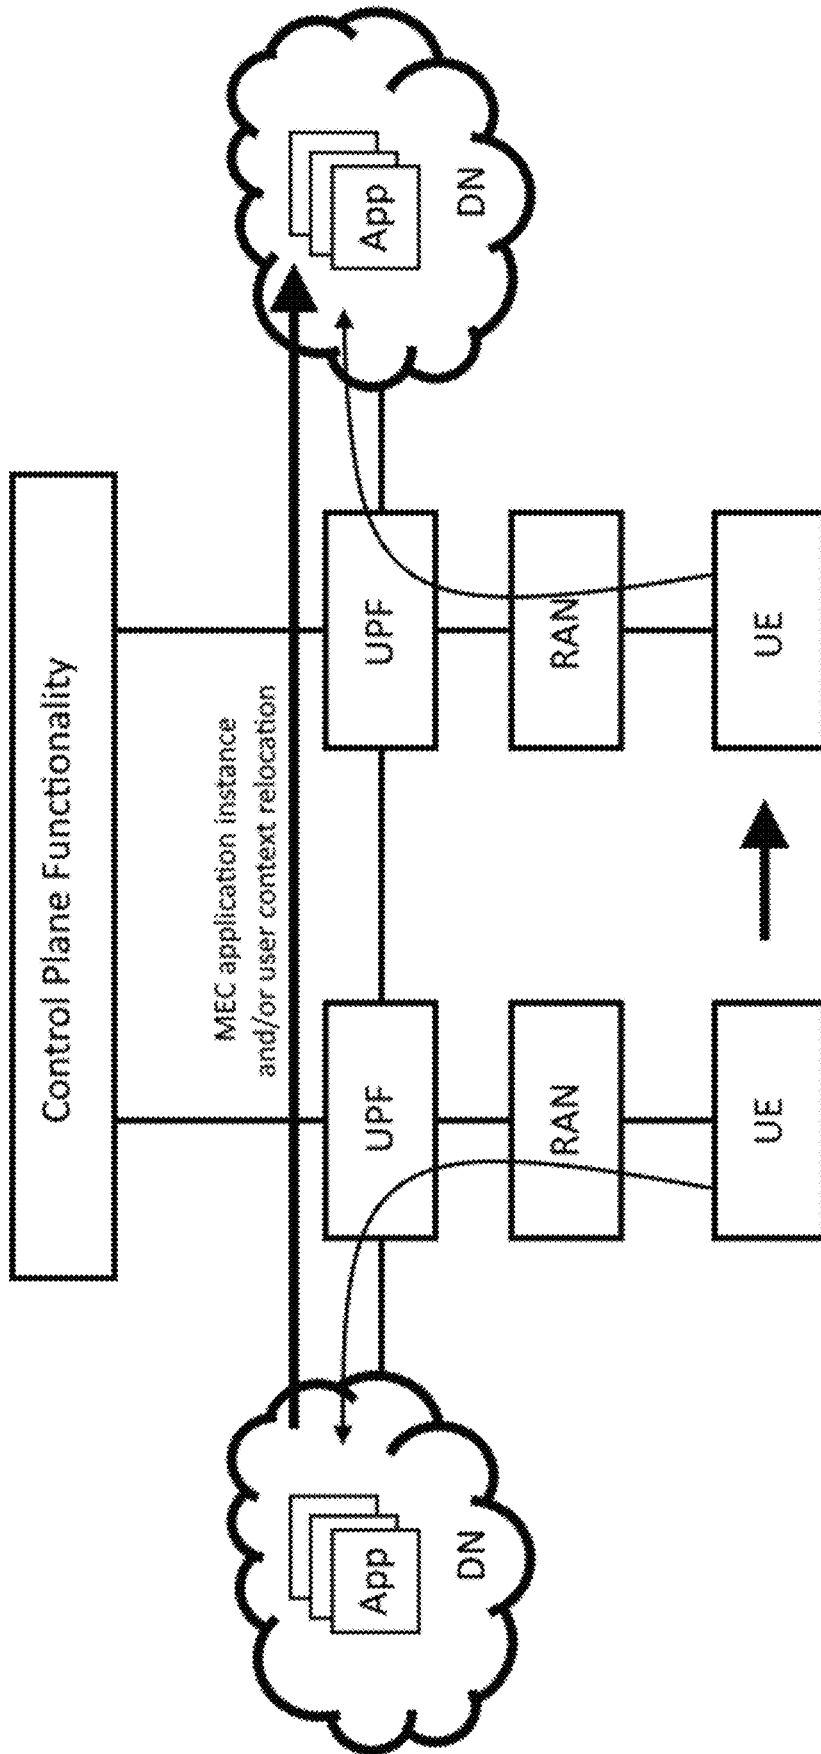 Control Plane Functionality
MEC application instance
and/or user context relocation
App
DN
UPF
UPF
App
DN
RAN
RAN
UE
UE